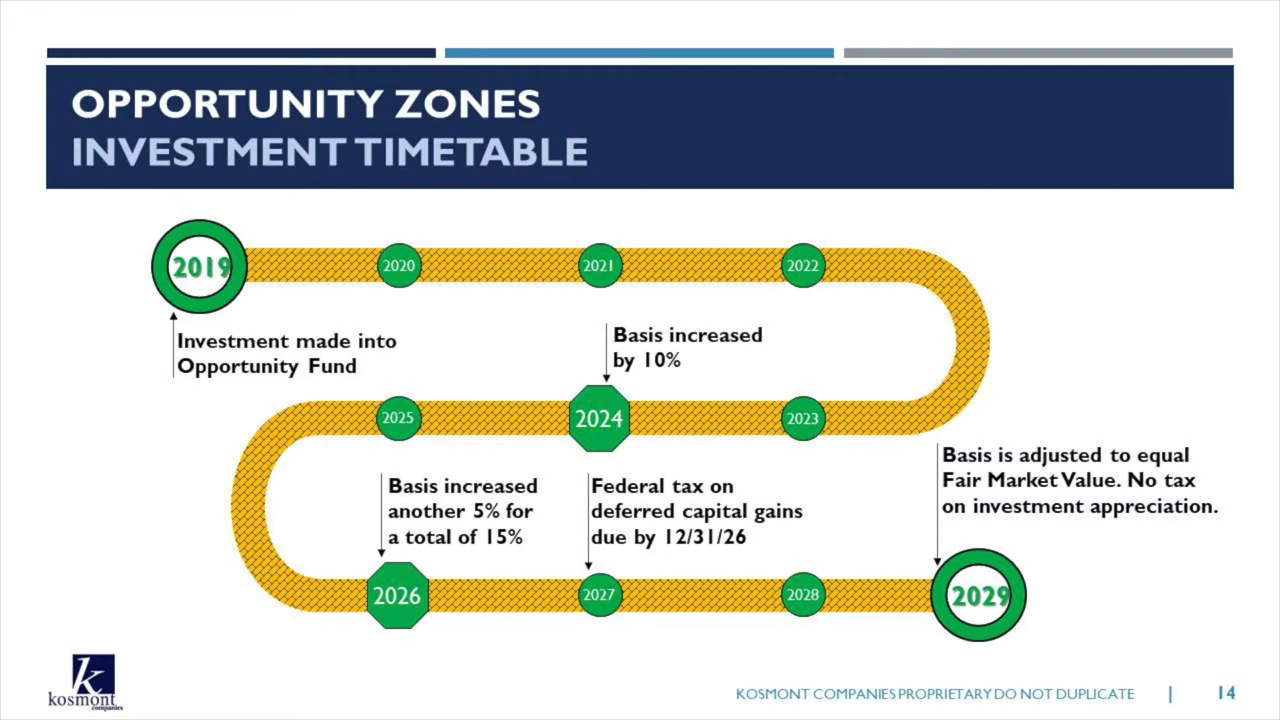 OPPORTUNITY ZONES
INVESTMENT TIMETABLE
2019
2020
2021
2022
Investment made into
Opportunity Fund
Basis increased
by 10%
2025
2024
2023
Basis is adjusted to equal
Fair Market Value. No tax
on investment appreciation.
Basis increased
another 5% for
a total of 15%
Federal tax on
deferred capital gains
due by 12/31/26
2026
2027
2028
2029
k
kosmont
companies
KOSMONT COMPANIES PROPRIETARY DO NOT DUPLICATE | 14